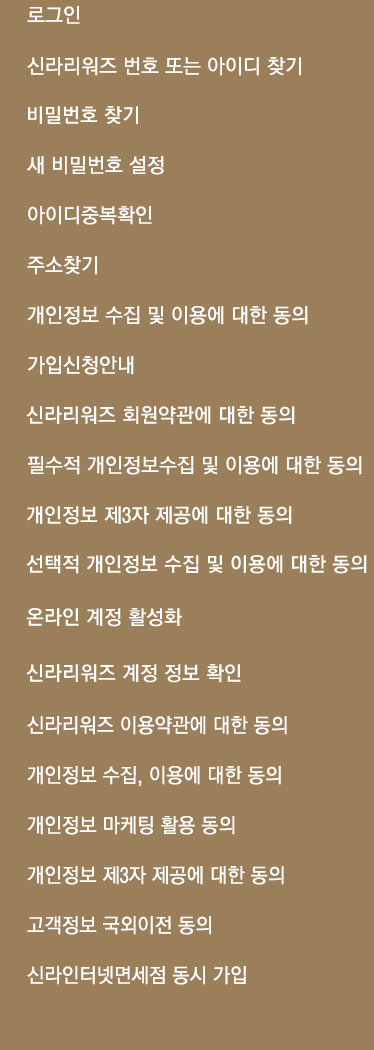 로그인
신라리워즈 번호 또는 아이디 찾기
비밀번호 찾기
새 비밀번호 설정
아이디중복확인
주소찾기
개인정보 수집 및 이용에 대한 동의
가입신청안내
신라리워즈 회원약관에 대한 동의
필수적 개인정보수집 및 이용에 대한 동의
개인정보 제3자 제공에 대한 동의
선택적 개인정보 수집 및 이용에 대한 동의
온라인 계정 활성화
신라리워즈 계정 정보 확인
신라리워즈 이용약관에 대한 동의
개인정보 수집, 이용에 대한 동의
개인정보 마케팅 활용 동의
개인정보 제3자 제공에 대한 동의
고객정보 국외이전 동의
신라인터넷면세점 동시 가입